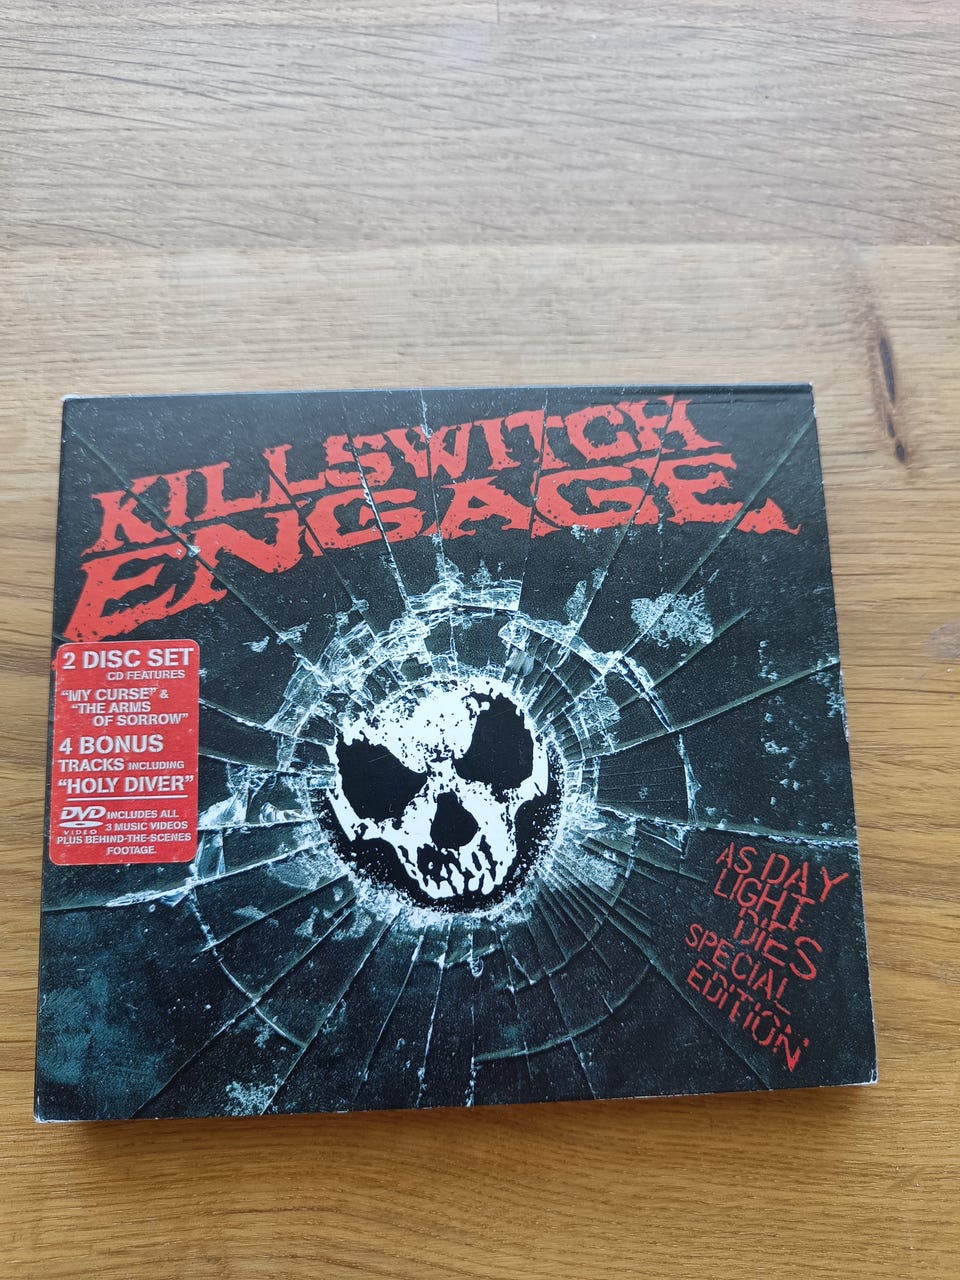 KILLSWITCH
ENGAGE
2 DISC SET
CD FEATURES
"MY CURSE" &
"THE ARMS
OF SORROW"
4 BONUS
TRACKS INCLUDING
"HOLY DIVER"
DVD INCLUDES ALL
VIDEO 3 MUSIC VIDEOS
PLUS BEHIND-THE-SCENES
FOOTAGE.
AS DAY
LIGHT
DIES
SPECIAL
EDITION